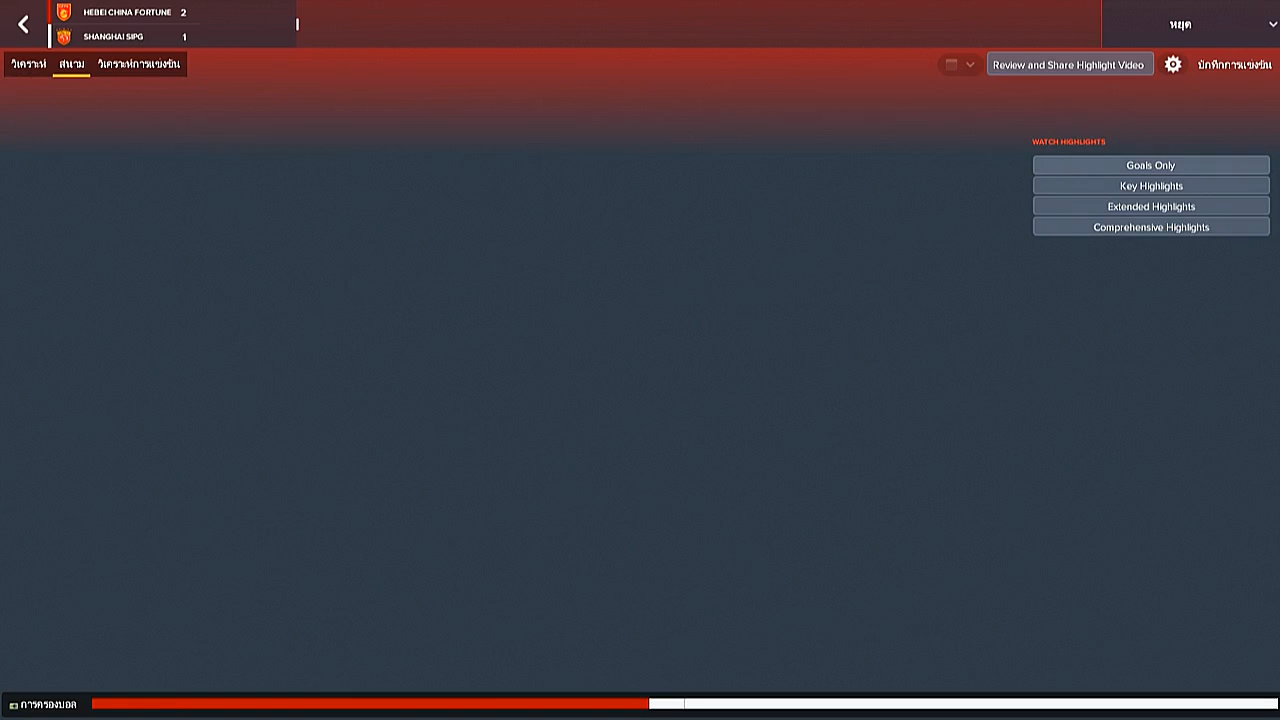 HEBEI CHINA FORTUNE 2
SHANGHAI SIPG 1
หยุด
วิเคราะห์ สนาม วิเคราะห์การแข่งขัน
Review and Share Highlight Video
บันทึกการแข่งขัน
WATCH HIGHLIGHTS
Goals Only
Key Highlights
Extended Highlights
Comprehensive Highlights
การครองบอล